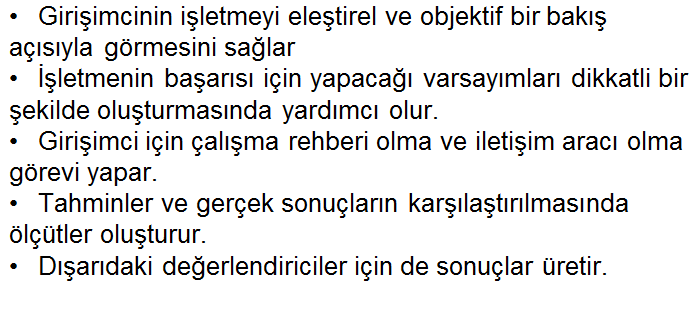 • Girişimcinin işletmeyi eleştirel ve objektif bir bakış
açısıyla görmesini sağlar
• İşletmenin başarısı için yapacağı varsayımları dikkatli bir
şekilde oluşturmasında yardımcı olur.
• Girişimci için çalışma rehberi olma ve iletişim aracı olma
görevi yapar.
• Tahminler ve gerçek sonuçların karşılaştırılmasında
ölçütler oluşturur.
• Dışarıdaki değerlendiriciler için de sonuçlar üretir.